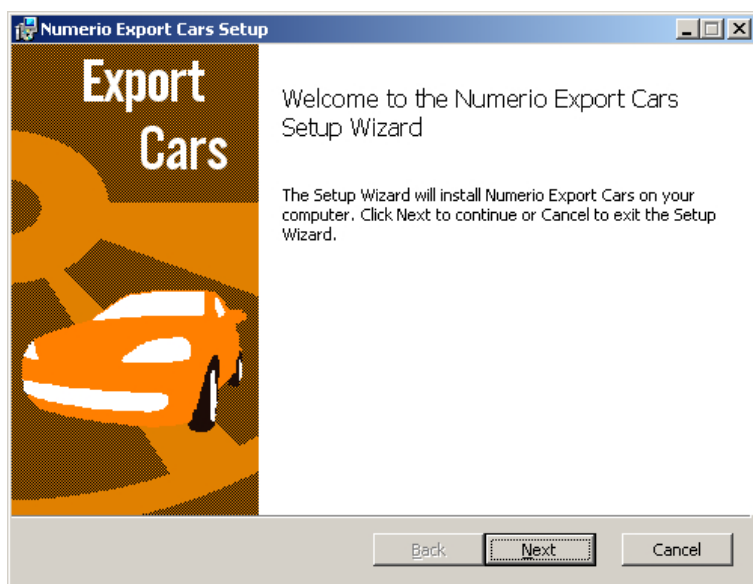 Numerio Export Cars Setup
Export
Cars
Welcome to the Numerio Export Cars
Setup Wizard
The Setup Wizard will install Numerio Export Cars on your
computer. Click Next to continue or Cancel to exit the Setup
Wizard.
Back Next Cancel